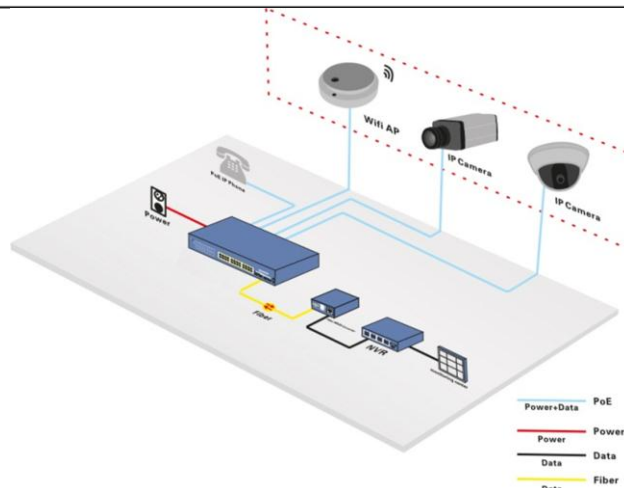 Wifi AP
IP Camera
IP Camera
PoE IP Phone
Power
Fiber
NVR
Power+Data PoE
Power Power
Data Data
Data Fiber